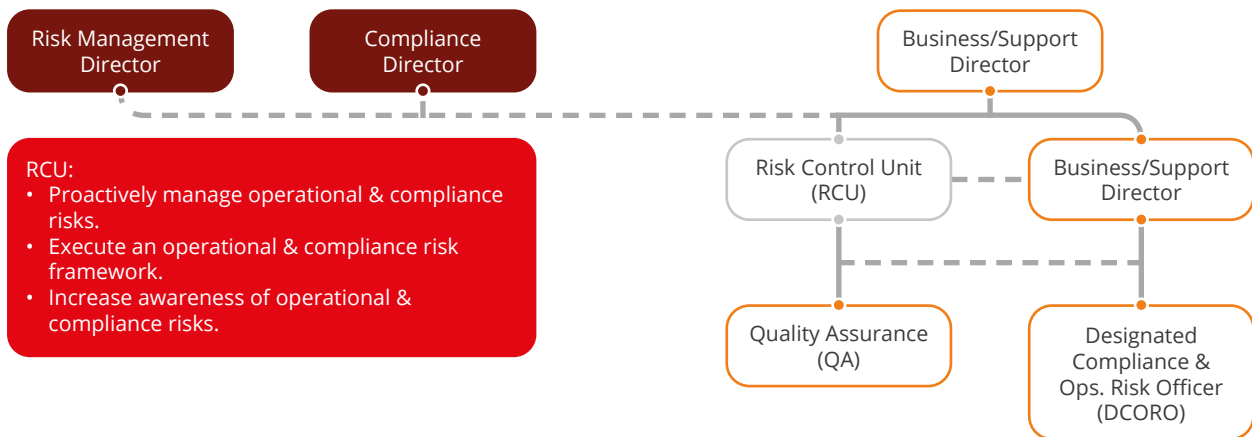 Risk Management
Director
Compliance
Director
Business/Support
Director
RCU:
• Proactively manage operational & compliance
risks.
• Execute an operational & compliance risk
framework.
• Increase awareness of operational &
compliance risks.
Risk Control Unit
(RCU)
Business/Support
Director
Quality Assurance
(QA)
Designated
Compliance &
Ops. Risk Officer
(DCORO)